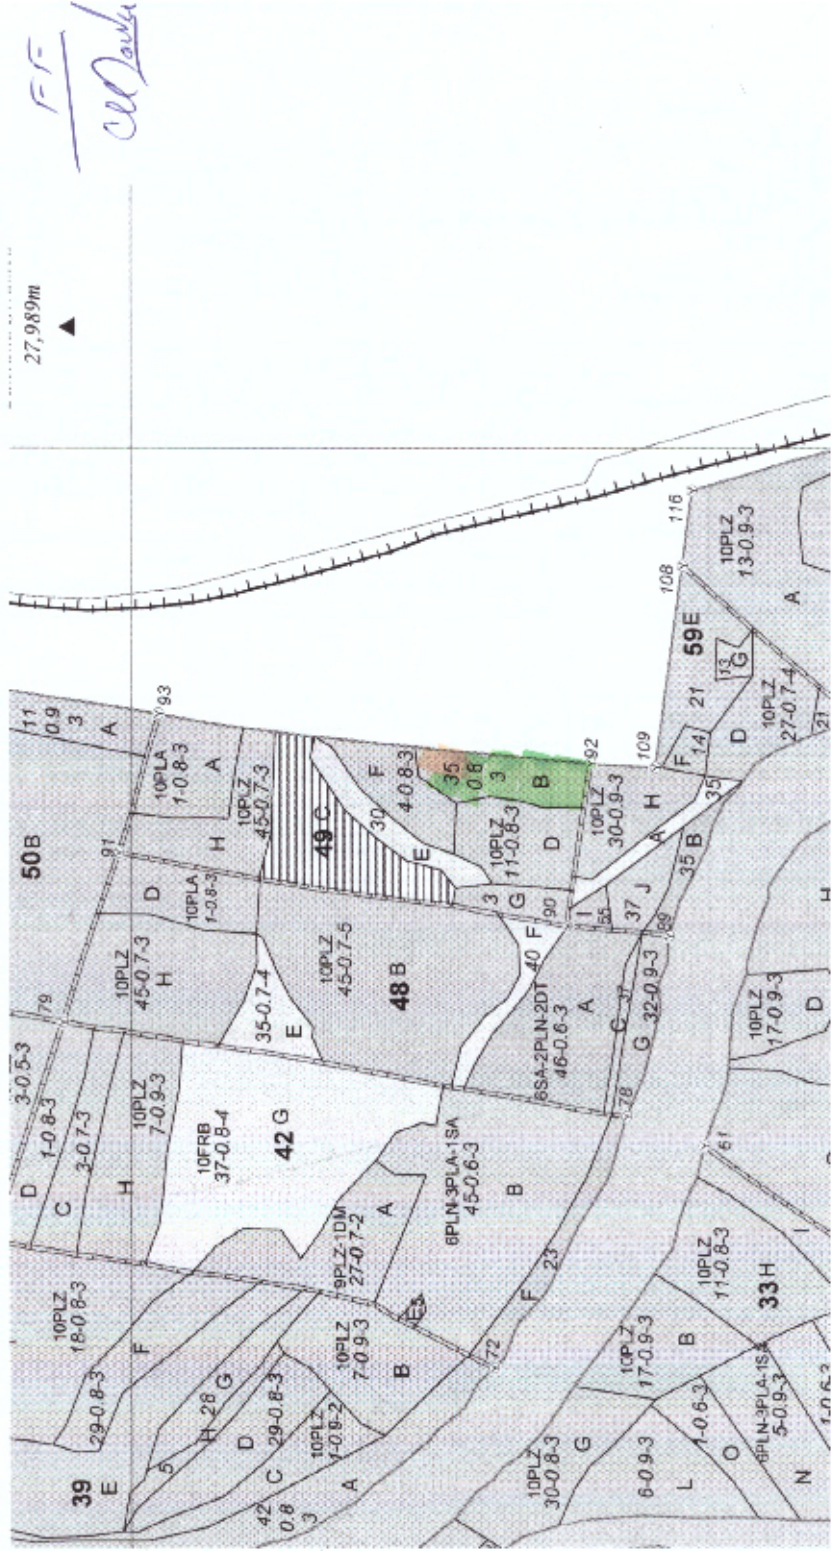 27,989m
116
108
109
92
93
91
79
90
89
78
61
72
11
0.9
3
A
50 B
10PLA
1-0.8-3
A
10PLZ
45-0.7-3
H
D
10PLA
1-0.8-3
10PLZ
45-0.7-3
H
49 C
30
E
F
4-0.8-3
35
0.8
3
B
10PLZ
11-0.8-3
D
3
G
10PLZ
30-0.9-3
H
A
35
I
55
37
J
35 B
59 E
21
13
G
F
14
D
10PLZ
27-0.7-4
21
10PLZ
13-0.9-3
A
10PLZ
45-0.7-5
48 B
35-0.7-4
E
40
F
6SA-2PLN-2DT
46-0.6-3
A
C 37
G 32-0.9-3
3-0.5-3
D
1-0.8-3
C
3-0.7-3
H
10PLZ
7-0.9-3
10FRB
37-0.8-4
42 G
9PLZ-1DM
27-0.7-2
A
6PLN-3PLA-1SA
45-0.6-3
B
F 23
E5
10PLZ
18-0.8-3
F
29-0.8-3
39
E
5
H 28
G
D
29-0.8-3
C
10PLZ
1-0.9-2
A
42
0.8
3
10PLZ
7-0.9-3
B
10PLZ
17-0.9-3
D
H
10PLZ
11-0.8-3
33 H
I
10PLZ
17-0.9-3
B
10PLZ
30-0.8-3
G
6-0.9-3
L
1-0.6-3
O
6PLN-3PLA-1SA
5-0.9-3
N
1-0.6-3